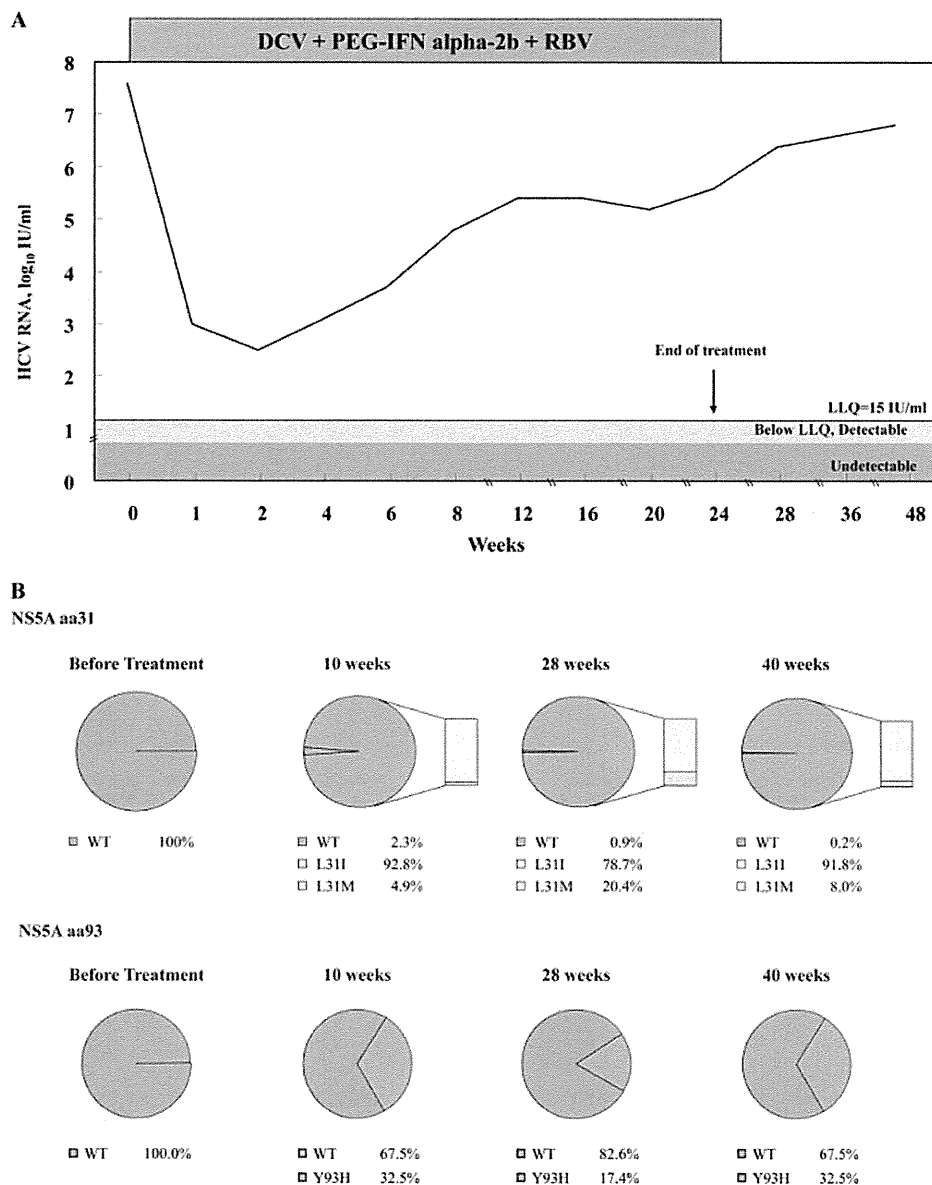 A
DCV + PEG-IFN alpha-2b + RBV
HCV RNA, log10 IU/ml
8
7
6
5
4
3
2
1
0
End of treatment
LLQ=15 IU/ml
Below LLQ, Detectable
Undetectable
0 1 2 4 6 8 12 16 20 24 28 36 48
Weeks
B
NS5A aa31
Before Treatment 10 weeks 28 weeks 40 weeks
WT 100% WT 2.3% WT 0.9% WT 0.2%
L31I 92.8% L31I 78.7% L31I 91.8%
L31M 4.9% L31M 20.4% L31M 8.0%
NS5A aa93
Before Treatment 10 weeks 28 weeks 40 weeks
WT 100.0% WT 67.5% WT 82.6% WT 67.5%
Y93H 32.5% Y93H 17.4% Y93H 32.5%